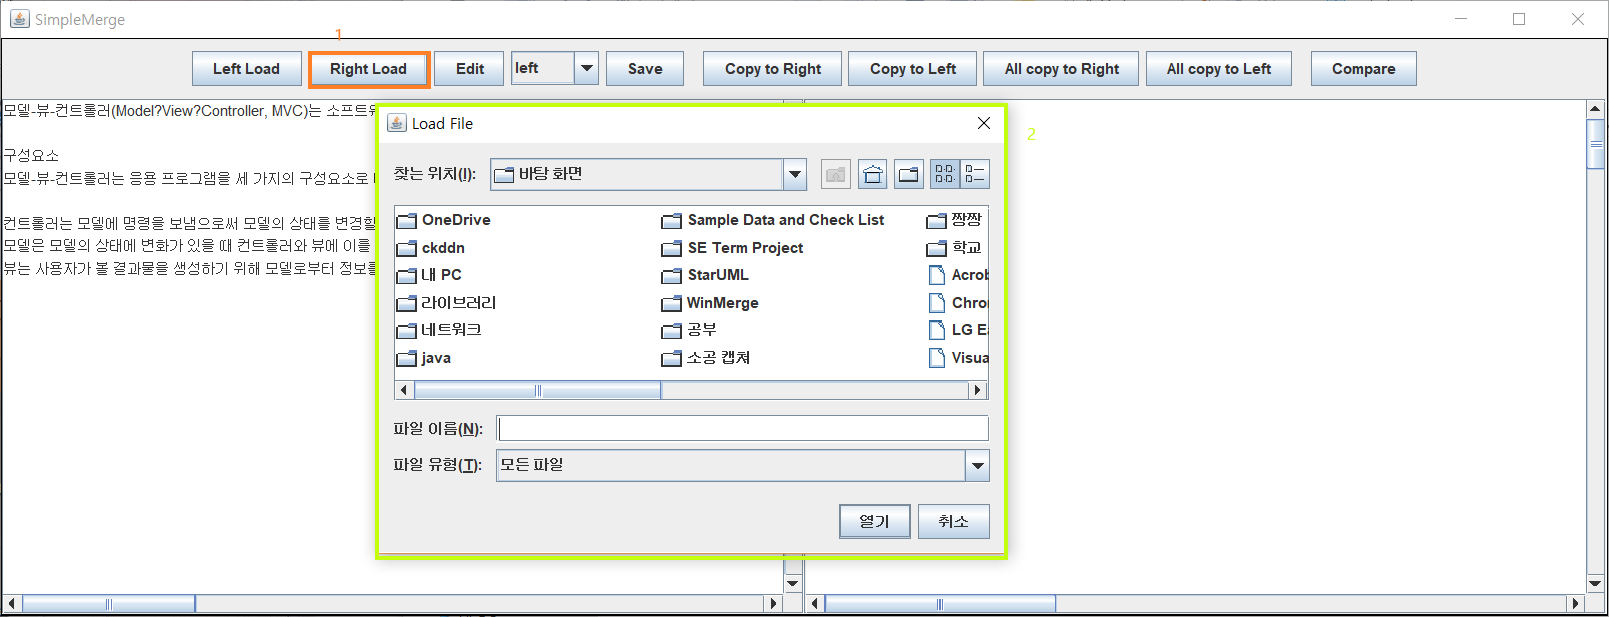 SimpleMerge
1
Left Load Right Load Edit left Save Copy to Right Copy to Left All copy to Right All copy to Left Compare
모델-뷰-컨트롤러(Model?View?Controller, MVC)는 소프트
구성요소
모델-뷰-컨트롤러는 응용 프로그램을 세 가지의 구성요소로
컨트롤러는 모델에 명령을 보냄으로써 모델의 상태를 변경할
모델은 모델의 상태에 변화가 있을 때 컨트롤러와 뷰에 이를
뷰는 사용자가 볼 결과물을 생성하기 위해 모델로부터 정보를
Load File
2
찾는 위치(I): 바탕 화면
OneDrive Sample Data and Check List 짱짱
ckddn SE Term Project 학교
내 PC StarUML Acrob
라이브러리 WinMerge Chro
네트워크 공부 LG E
java 소공 캡쳐 Visua
파일 이름(N):
파일 유형(T): 모든 파일
열기 취소